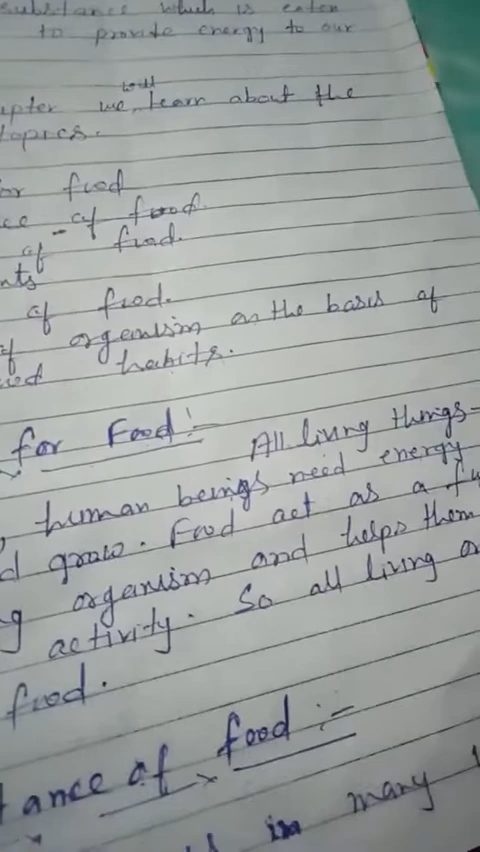 substance which is eaten
to provide energy to our
will
we learn about the
topics.
for food
of food.
of food.
of food.
of organism on the basis of
habits.
for Food :-
All living things-
human beings need energy
grow. Food act as a
organism and helps them
activity. So all living
food.
tance of food :-
in many